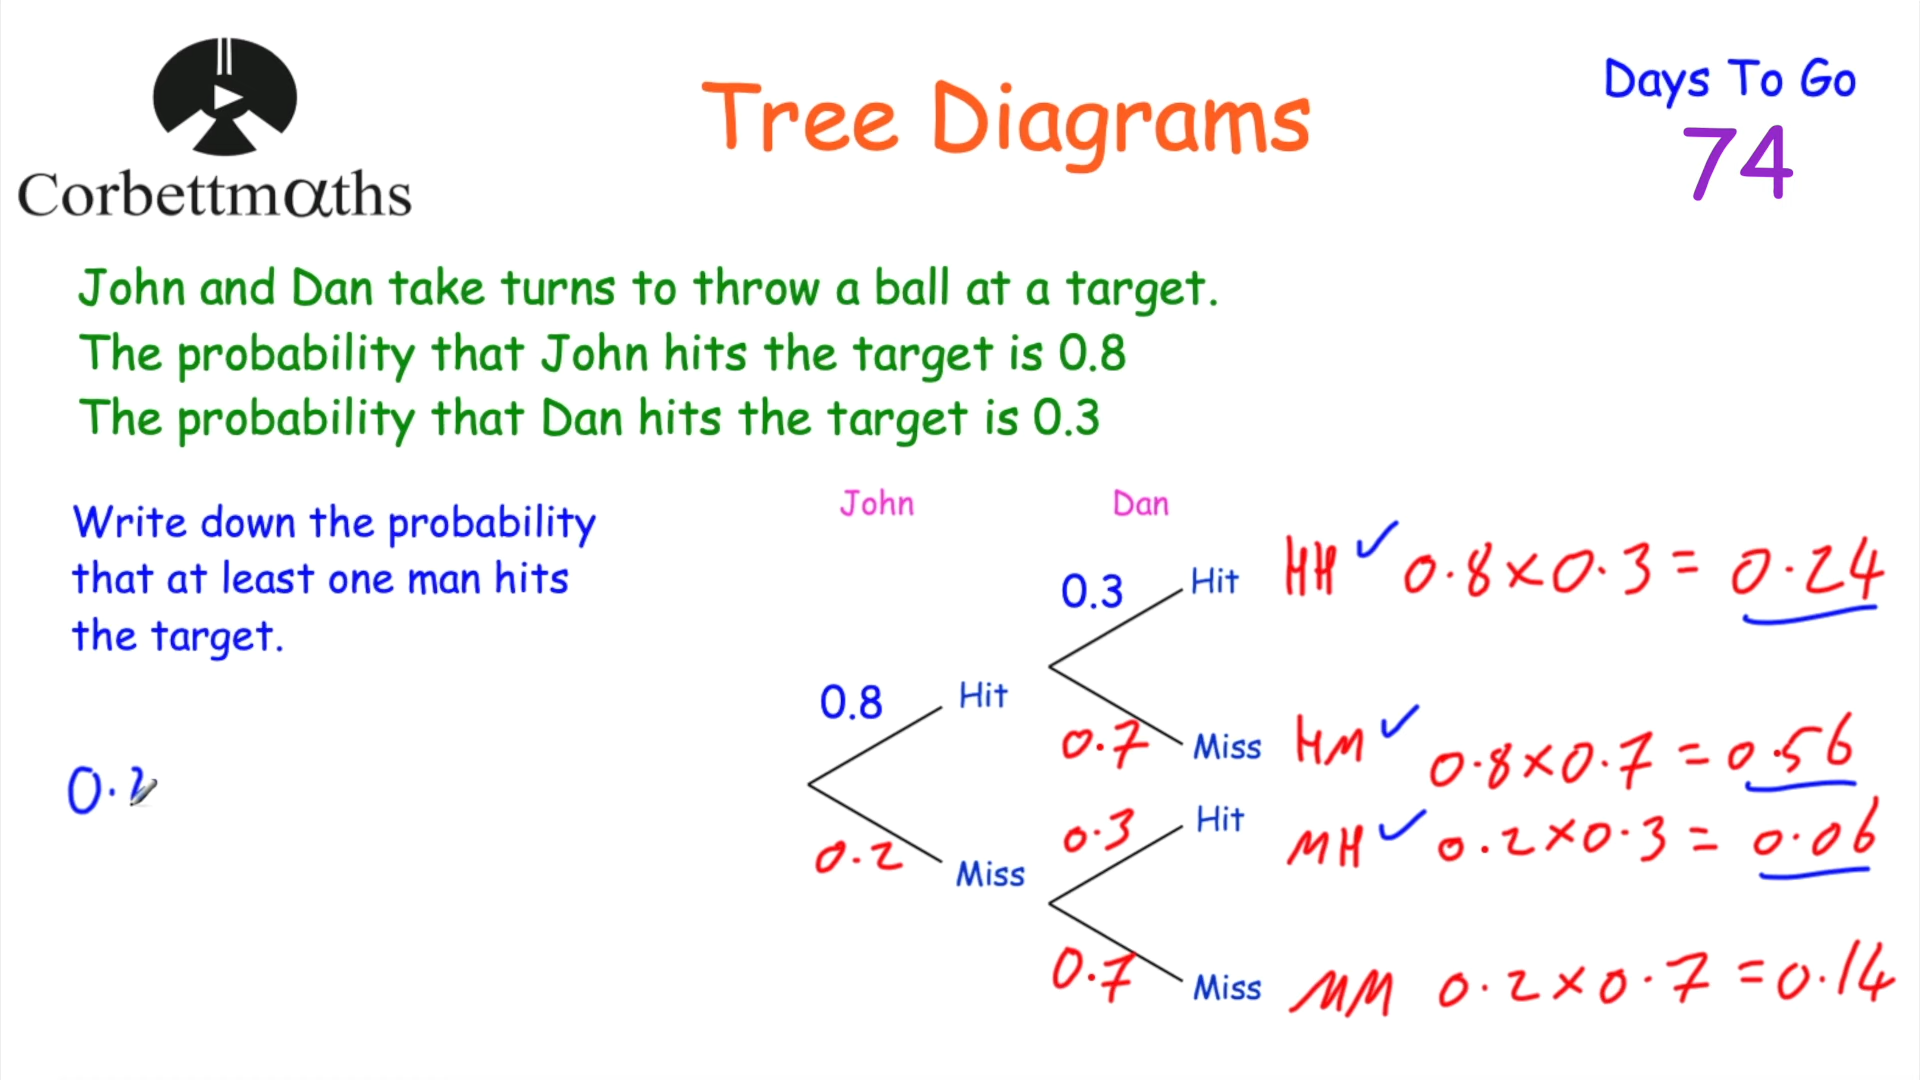 Corbettmαths
Tree Diagrams
Days To Go
74
John and Dan take turns to throw a ball at a target.
The probability that John hits the target is 0.8
The probability that Dan hits the target is 0.3
Write down the probability
that at least one man hits
the target.
0.2
John
Dan
0.8
Hit
0.2
Miss
0.3
Hit
HH ✓ 0.8×0.3 = 0.24
0.7
Miss
HM ✓ 0.8×0.7 = 0.56
0.3
Hit
MH ✓ 0.2×0.3 = 0.06
0.7
Miss
MM 0.2×0.7 = 0.14